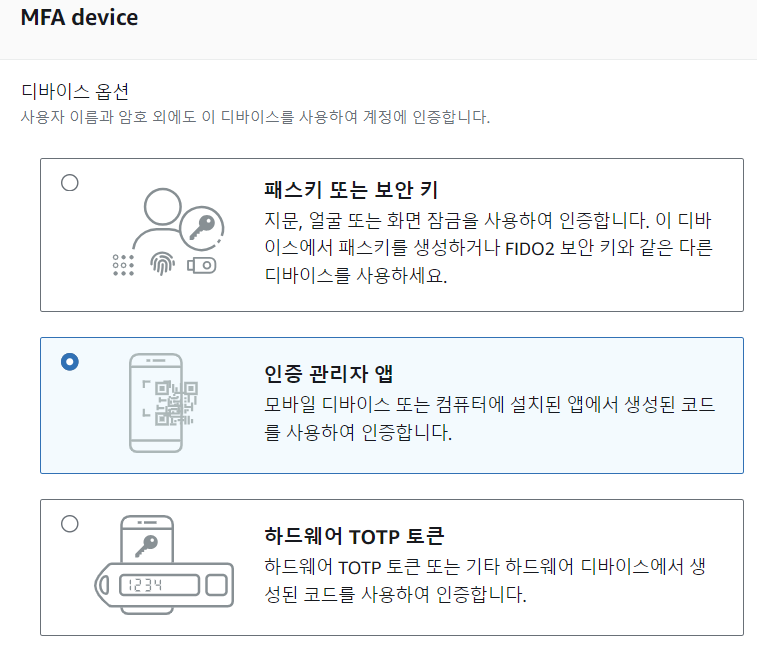 MFA device
디바이스 옵션
사용자 이름과 암호 외에도 이 디바이스를 사용하여 계정에 인증합니다.
패스키 또는 보안 키
지문, 얼굴 또는 화면 잠금을 사용하여 인증합니다. 이 디바
이스에서 패스키를 생성하거나 FIDO2 보안 키와 같은 다른
디바이스를 사용하세요.
인증 관리자 앱
모바일 디바이스 또는 컴퓨터에 설치된 앱에서 생성된 코드
를 사용하여 인증합니다.
하드웨어 TOTP 토큰
하드웨어 TOTP 토큰 또는 기타 하드웨어 디바이스에서 생
성된 코드를 사용하여 인증합니다.
1234